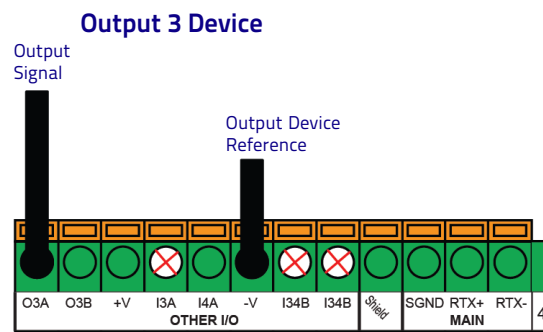 Output 3 Device
Output
Signal
Output Device
Reference
O3A O3B +V I3A I4A -V I34B I34B Shield SGND RTX+ RTX-
OTHER I/O MAIN 4